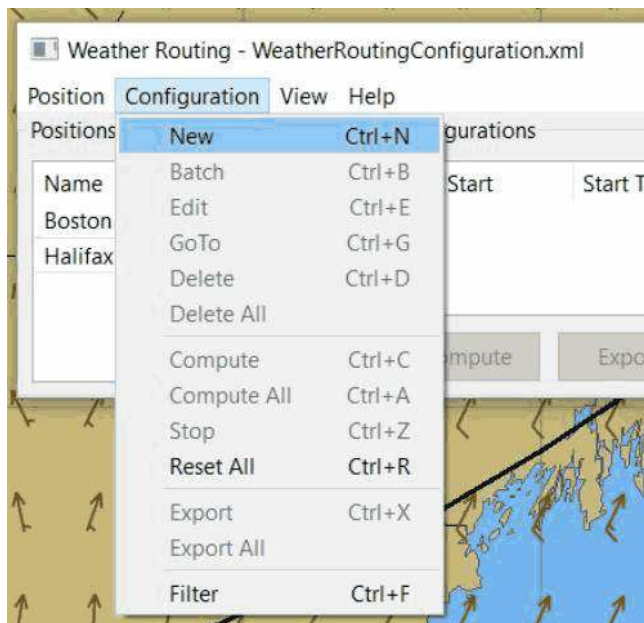 Weather Routing - WeatherRoutingConfiguration.xml
Position Configuration View Help
Positions gurations
Name Start Start T
Boston
Halifax
New Ctrl+N
Batch Ctrl+B
Edit Ctrl+E
GoTo Ctrl+G
Delete Ctrl+D
Delete All
Compute Ctrl+C
Compute All Ctrl+A
Stop Ctrl+Z
Reset All Ctrl+R
Export Ctrl+X
Export All
Filter Ctrl+F
mpute Expo